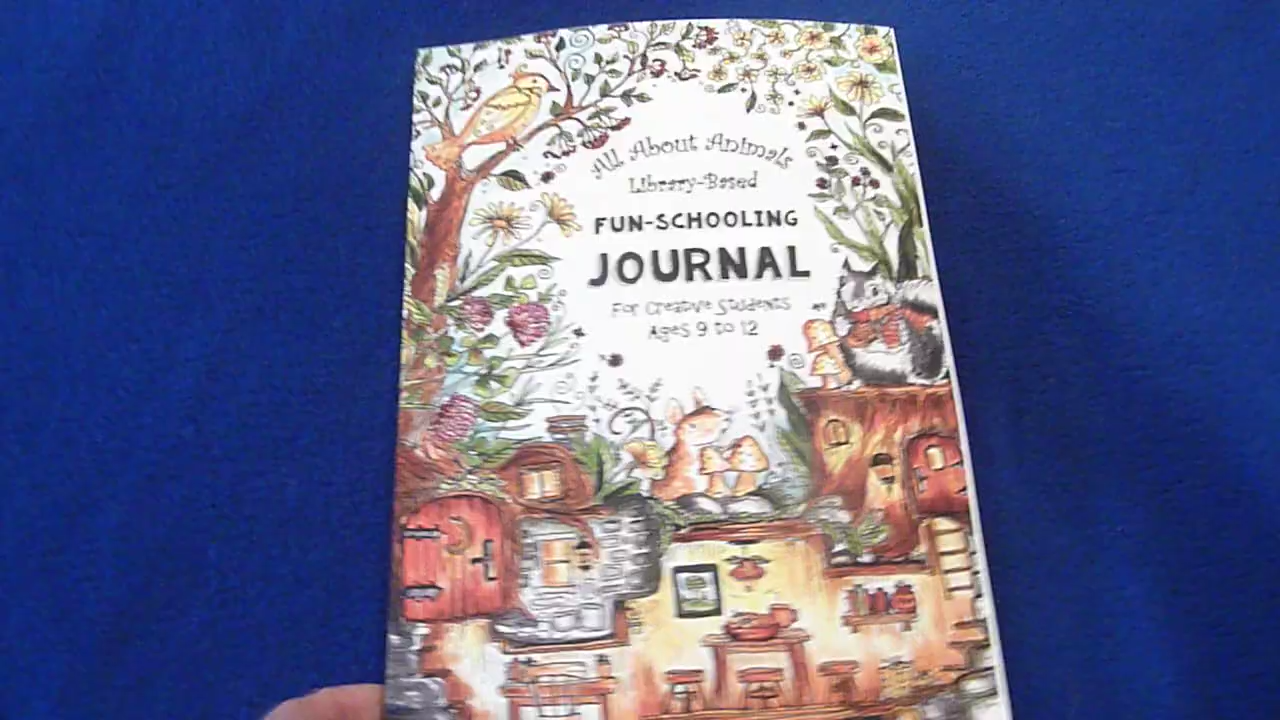 All About Animals
Library-Based
FUN-SCHOOLING
JOURNAL
For Creative Students
Ages 9 to 12